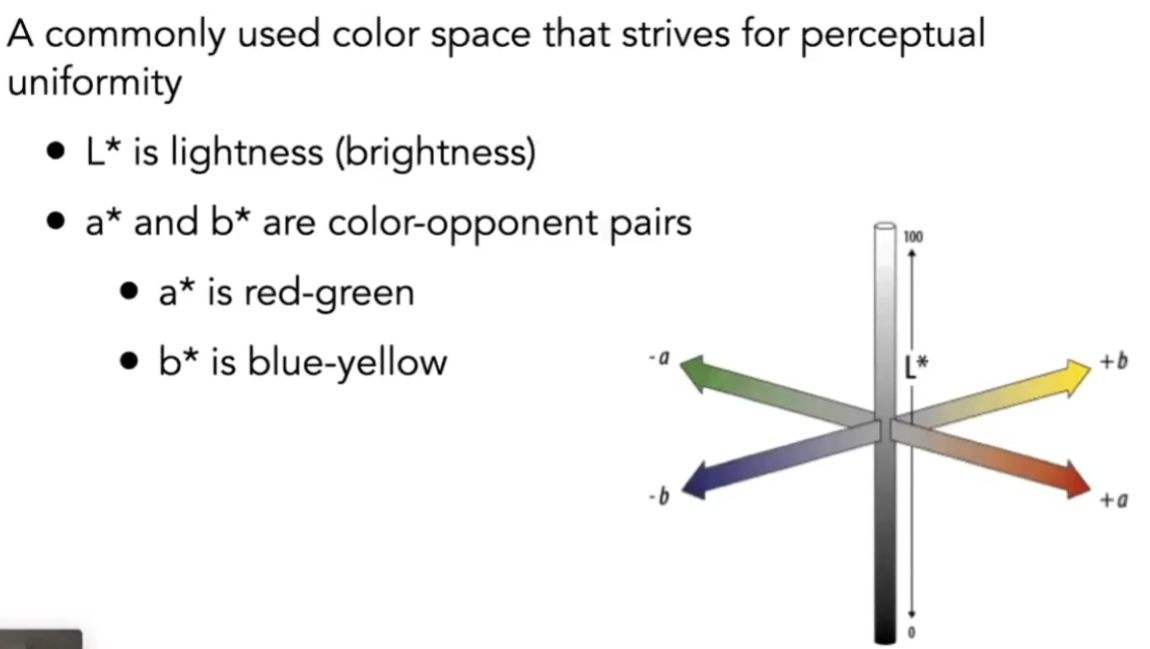 A commonly used color space that strives for perceptual
uniformity
• L* is lightness (brightness)
• a* and b* are color-opponent pairs
• a* is red-green
• b* is blue-yellow
100
L*
-a
+b
-b
+a
0